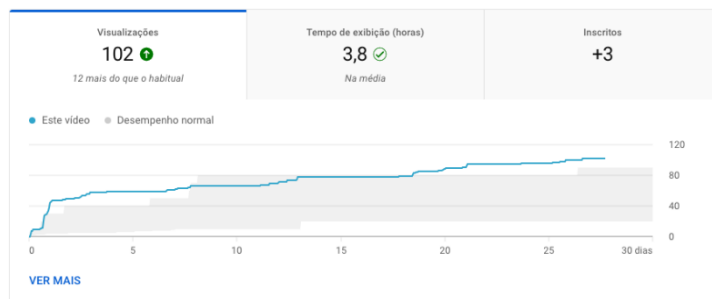 Visualizações
102
12 mais do que o habitual
Tempo de exibição (horas)
3,8
Na média
Inscritos
+3
Este vídeo
Desempenho normal
120
80
40
0
0 5 10 15 20 25 30 dias
VER MAIS